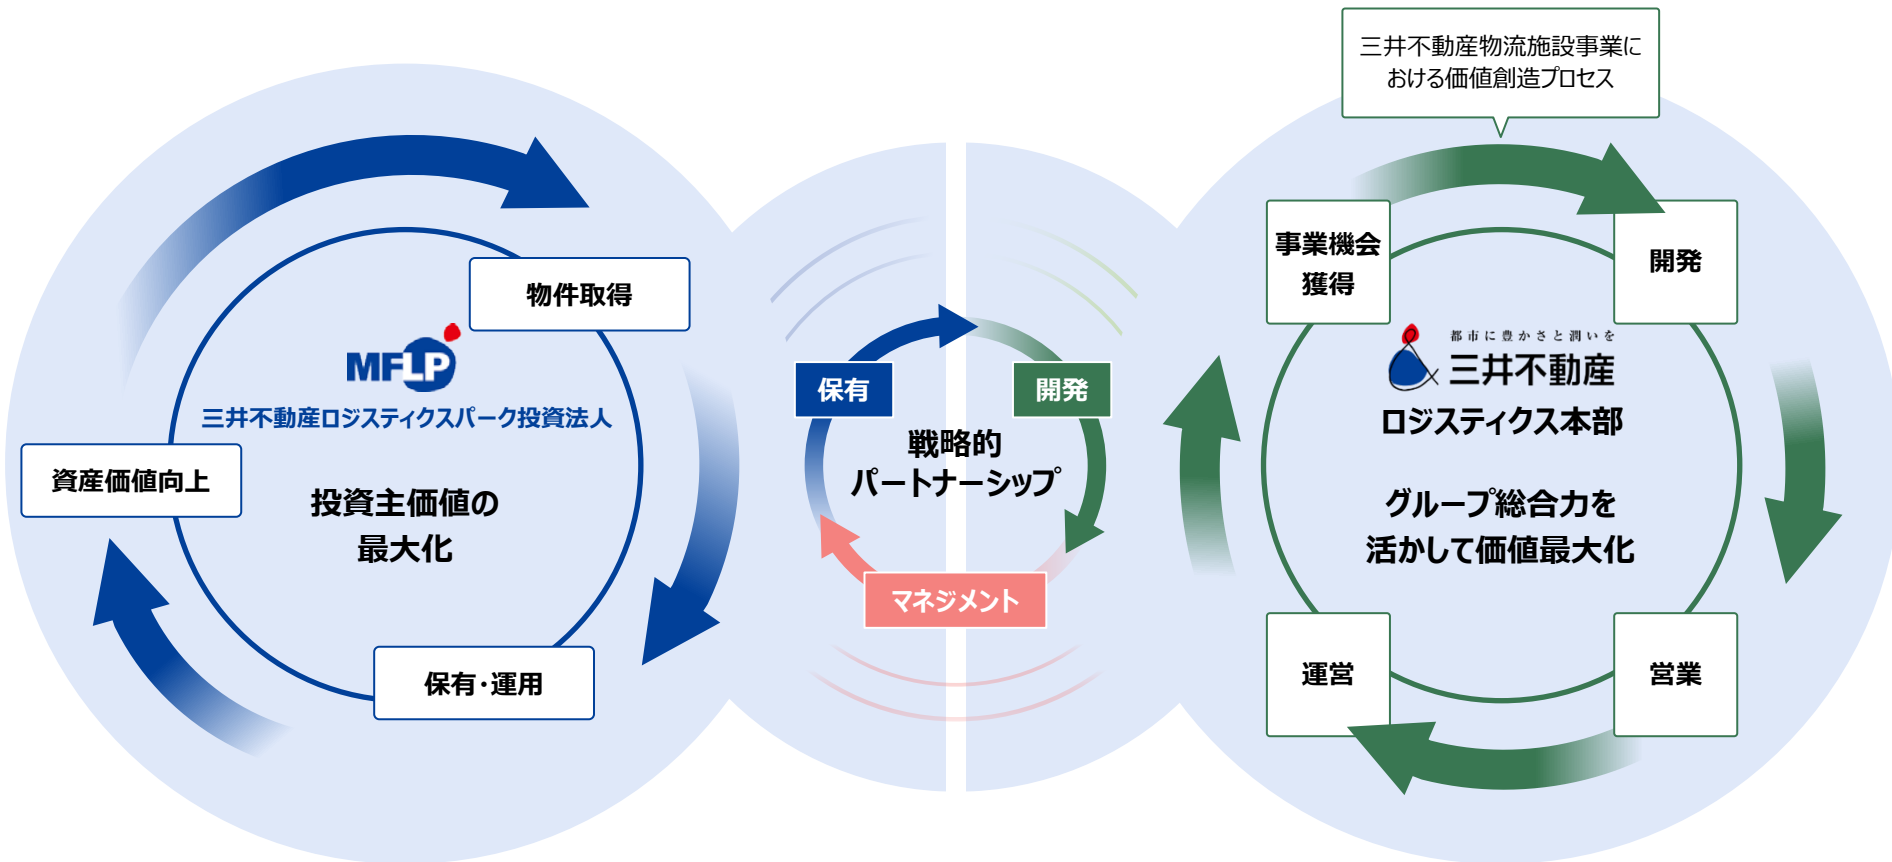 三井不動産物流施設事業に
おける価値創造プロセス
物件取得
MFLP
三井不動産ロジスティクスパーク投資法人
資産価値向上
投資主価値の
最大化
保有・運用
保有
開発
戦略的
パートナーシップ
マネジメント
事業機会
獲得
開発
都市に豊かさと潤いを
三井不動産
ロジスティクス本部
グループ総合力を
活かして価値最大化
運営
営業